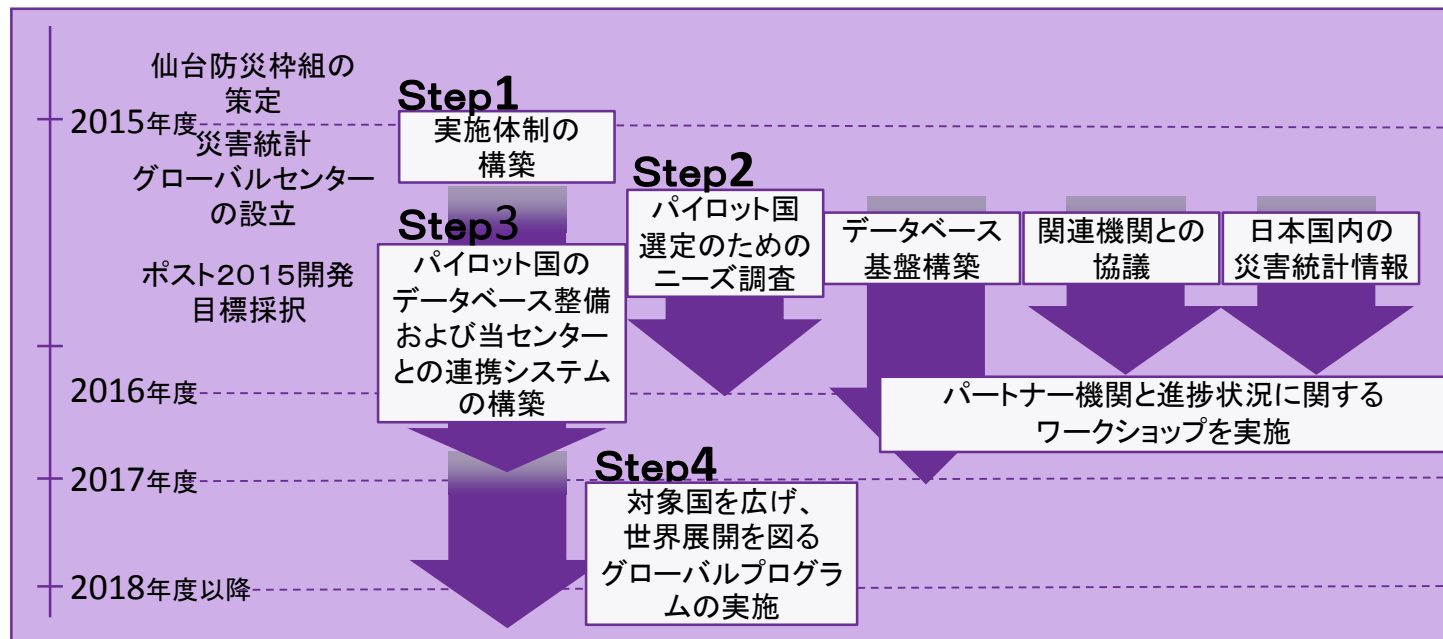 仙台防災枠組の
策定
2015年度
災害統計
グローバルセンター
の設立
ポスト2015開発
目標採択
2016年度
2017年度
2018年度以降
Step1
実施体制の
構築
Step2
パイロット国
選定のための
ニーズ調査
データベース
基盤構築
関連機関との
協議
日本国内の
災害統計情報
Step3
パイロット国の
データベース整備
および当センター
との連携システム
の構築
パートナー機関と進捗状況に関する
ワークショップを実施
Step4
対象国を広げ、
世界展開を図る
グローバルプログラ
ムの実施